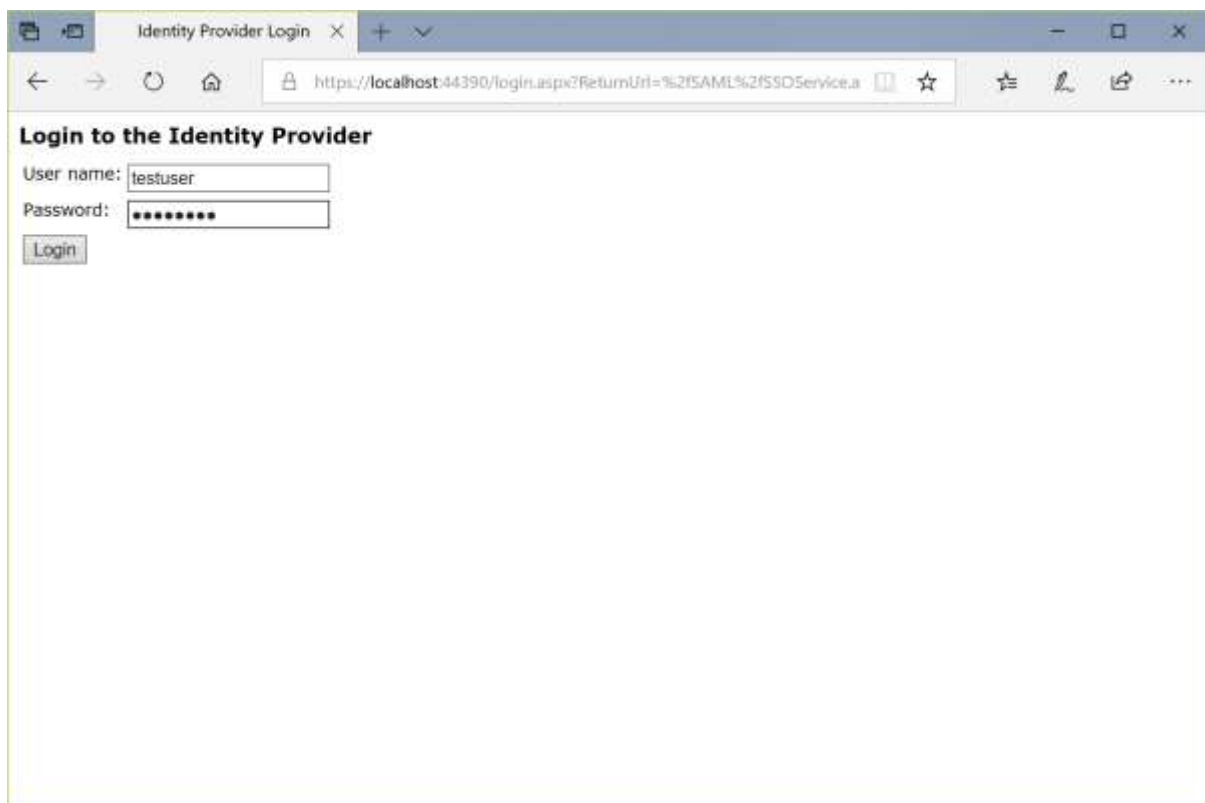 Identity Provider Login
https://localhost:44390/login.aspx?ReturnUrl=%2fSAML%2fSSOService.a
Login to the Identity Provider
User name: testuser
Password: ••••••••
Login